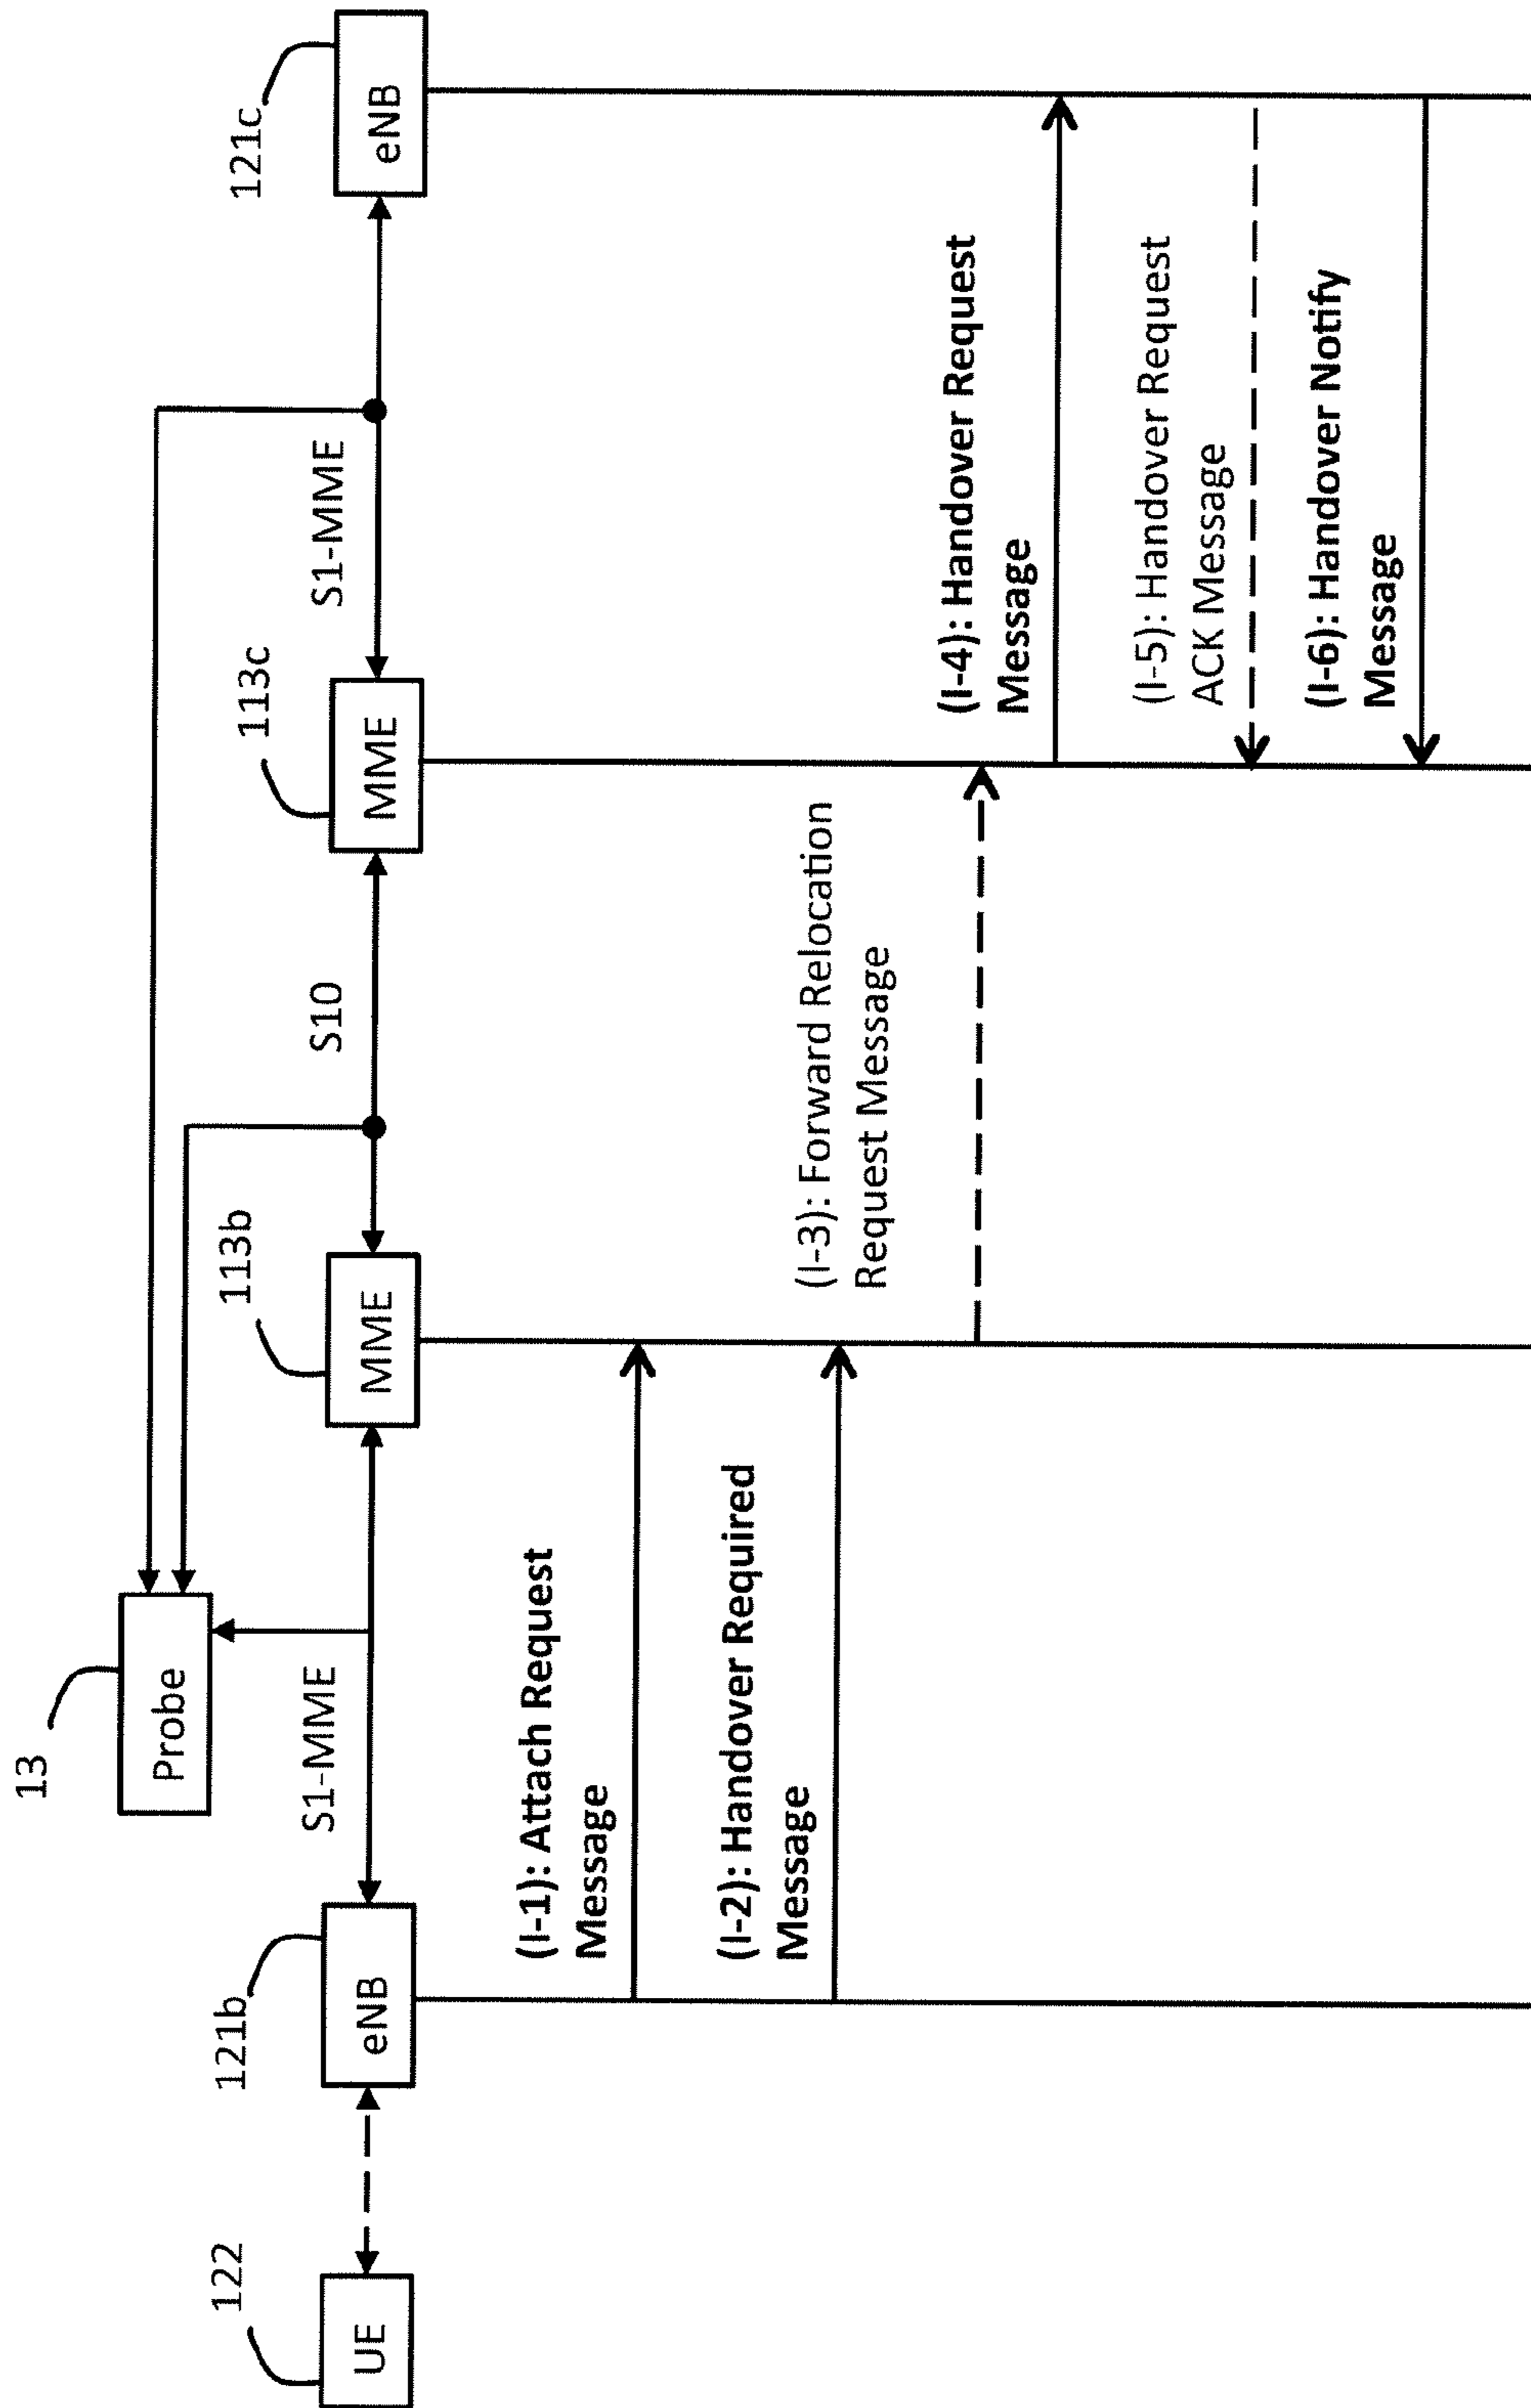 13
Probe
122
UE
121b
eNB
S1-MME
113b
MME
S10
113c
MME
S1-MME
121c
eNB
(I-1): Attach Request
Message
(I-2): Handover Required
Message
(I-3): Forward Relocation
Request Message
(I-4): Handover Request
Message
(I-5): Handover Request
ACK Message
(I-6): Handover Notify
Message